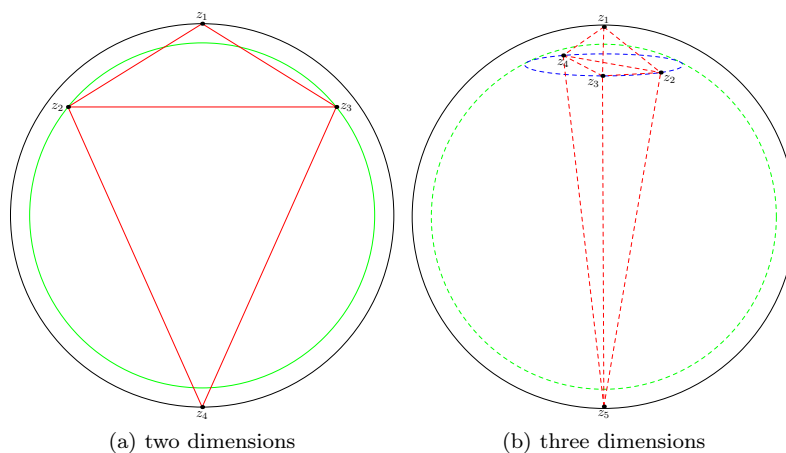 z₁
z₂
z₃
z₄
(a) two dimensions
z₁
z₄
z₂
z₃
z₅
(b) three dimensions